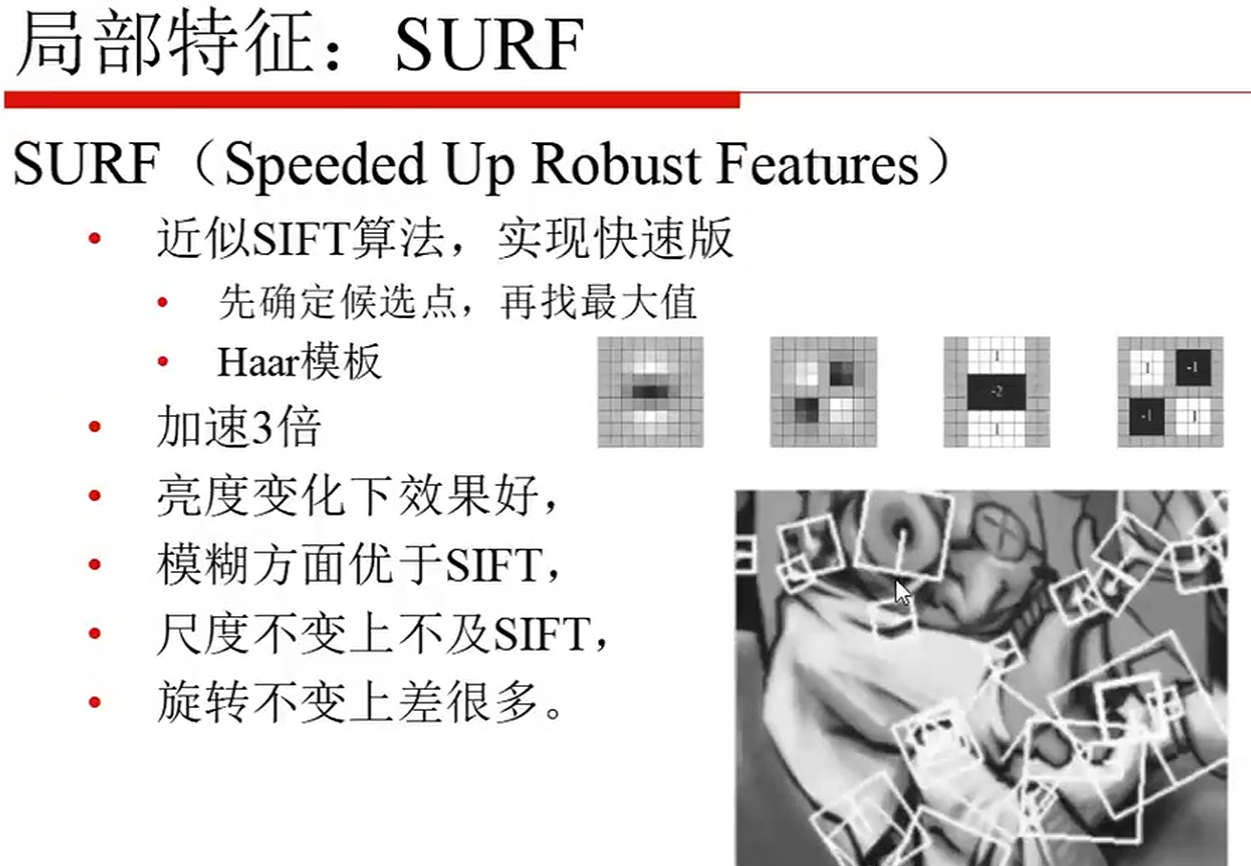 局部特征：SURF
SURF（Speeded Up Robust Features）
• 近似SIFT算法，实现快速版
• 先确定候选点，再找最大值
• Haar模板
1
-2
1
1
-1
-1
1
• 加速3倍
• 亮度变化下效果好，
• 模糊方面优于SIFT，
• 尺度不变上不及SIFT，
• 旋转不变上差很多。